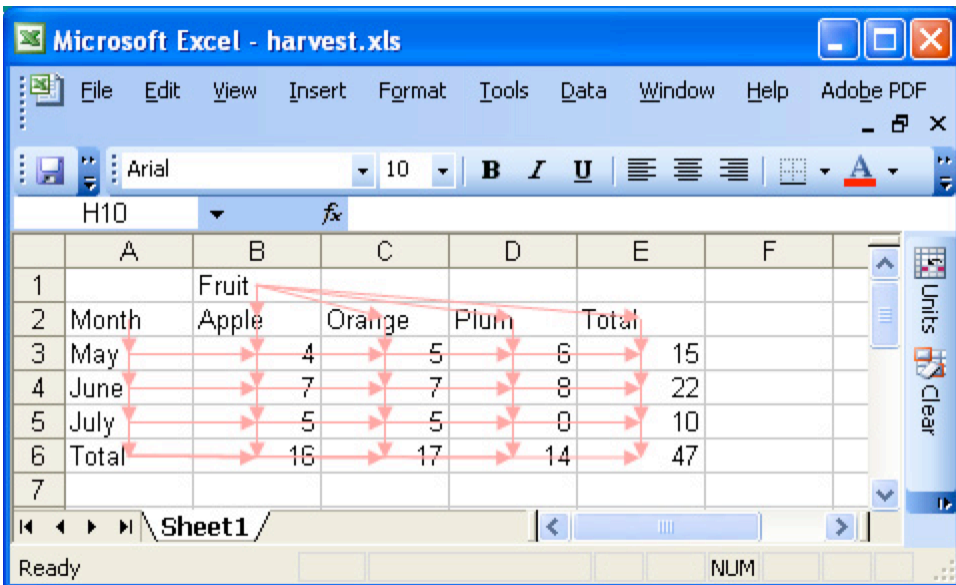 Microsoft Excel - harvest.xls
File Edit View Insert Format Tools Data Window Help Adobe PDF
Arial 10 B I U A
H10 fx
A B C D E F
1 Fruit
2 Month Apple Orange Plum Total
3 May 4 5 6 15
4 June 7 7 8 22
5 July 5 5 0 10
6 Total 16 17 14 47
7
Units
Clear
Sheet1
Ready NUM